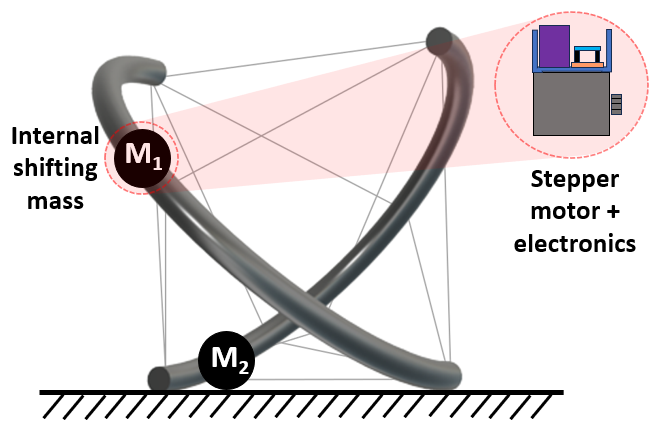 Internal
shifting
mass
M₁
Stepper
motor +
electronics
M₂